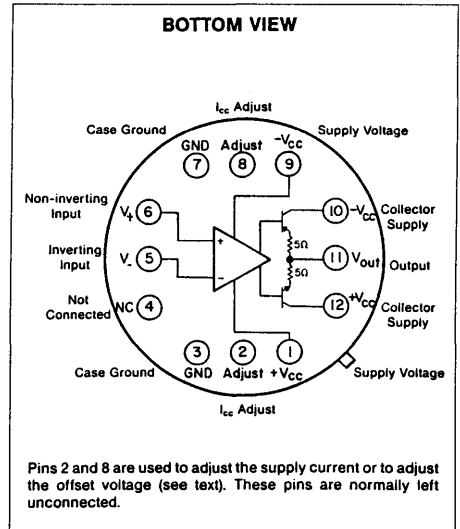 BOTTOM VIEW
Icc Adjust
Case Ground
Supply Voltage
GND
Adjust
-Vcc
7
8
9
Non-inverting
Input
V+
6
+
10
-Vcc
Collector
Supply
5Ω
Inverting
Input
V-
5
-
11
Vout
Output
5Ω
Not
Connected
NC
4
12
+Vcc
Collector
Supply
3
2
1
Case Ground
GND
Adjust
+Vcc
Supply Voltage
Icc Adjust
Pins 2 and 8 are used to adjust the supply current or to adjust
the offset voltage (see text). These pins are normally left
unconnected.